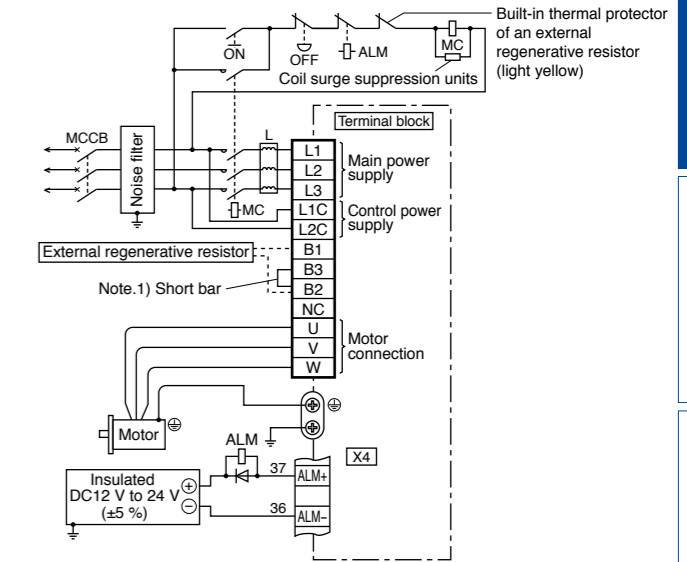 Built-in thermal protector
of an external
regenerative resistor
(light yellow)
ON
OFF
ALM
MC
Coil surge suppression units
Terminal block
MCCB
Noise filter
L
L1
L2
L3
Main power
supply
MC
L1C
L2C
Control power
supply
External regenerative resistor
B1
B3
B2
Note.1) Short bar
NC
U
V
W
Motor
connection
Motor
ALM
X4
Insulated
DC12 V to 24 V
(±5 %)
+
−
37
ALM+
36
ALM−